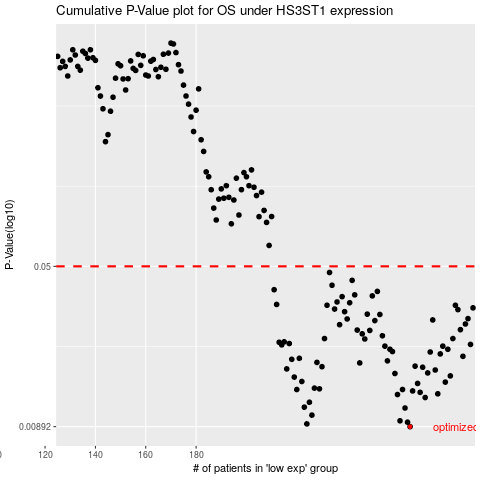 Cumulative P-Value plot for OS under HS3ST1 expression
P-Value(log10)
0.05
0.00892
optimized
0 120 140 160 180
# of patients in 'low exp' group